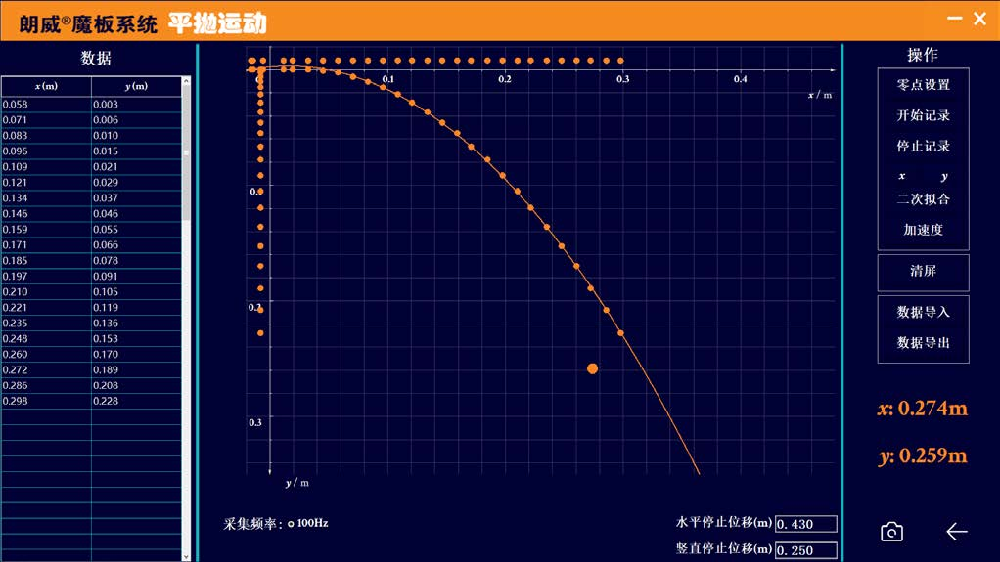 朗威®魔板系统 平抛运动
数据
x (m) y (m)
0.058 0.003
0.071 0.006
0.083 0.010
0.096 0.015
0.109 0.021
0.121 0.029
0.134 0.037
0.146 0.046
0.159 0.055
0.171 0.066
0.185 0.078
0.197 0.091
0.210 0.105
0.221 0.119
0.235 0.136
0.248 0.153
0.260 0.170
0.272 0.189
0.286 0.208
0.298 0.228
0.1 0.2 0.3 0.4
x / m
0.3
y / m
采集频率: 100Hz
水平停止位移(m) 0.430
竖直停止位移(m) 0.250
操作
零点设置
开始记录
停止记录
x y
二次拟合
加速度
清屏
数据导入
数据导出
x: 0.274m
y: 0.259m